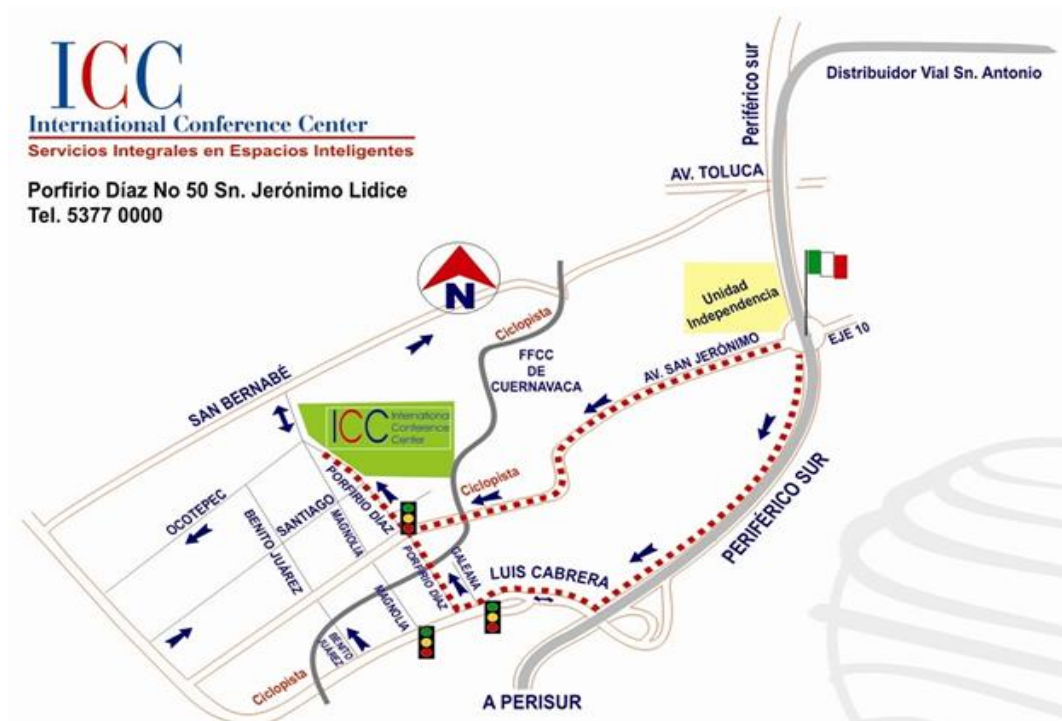 ICC
International Conference Center
Servicios Integrales en Espacios Inteligentes
Porfirio Díaz No 50 Sn. Jerónimo Lidice
Tel. 5377 0000
Periférico sur
Distribuidor Vial Sn. Antonio
AV. TOLUCA
N
Unidad
Independencia
EJE 10
Ciclopista
FFCC
DE
CUERNAVACA
AV. SAN JERÓNIMO
SAN BERNABÉ
ICC
Internationa
Conference
Center
Ciclopista
PORFIRIO DÍAZ
OCOTEPEC
SANTIAGO
BENITO JUÁREZ
MAGNOLIA
PERIFÉRICO SUR
GALEANA
LUIS CABRERA
PORFIRIO DÍAZ
MAGNOLIA
BENITO
JUÁREZ
Ciclopista
A PERISUR